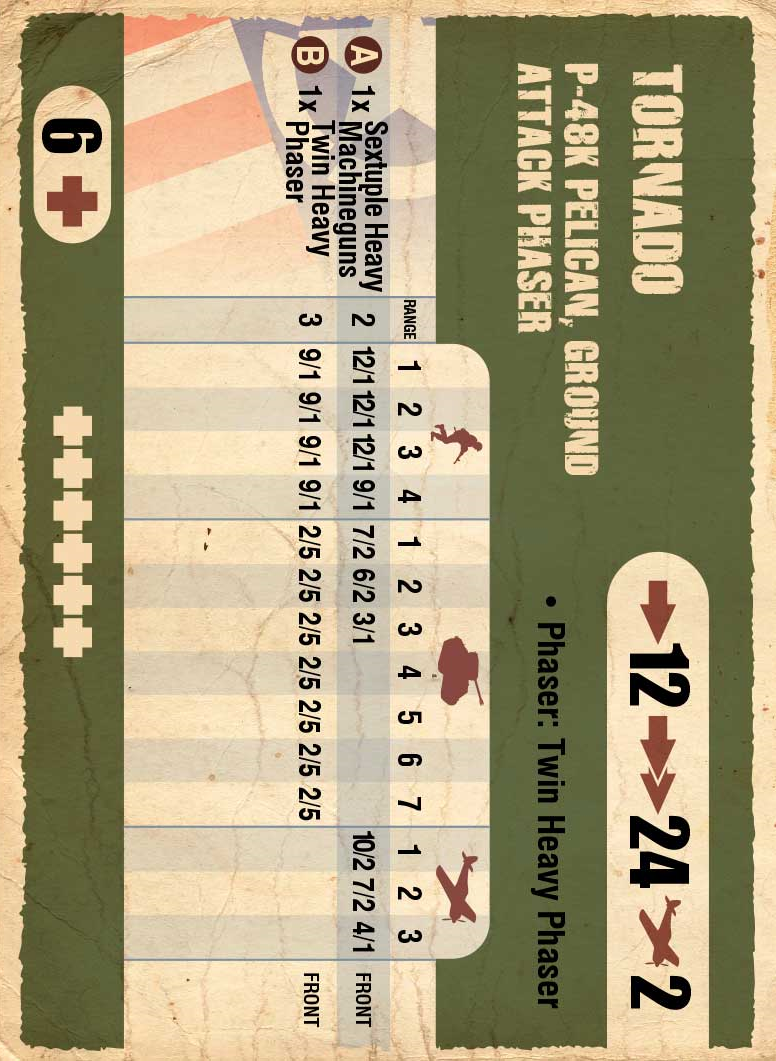 TORNADO
P-48K PELICAN, GROUND
ATTACK PHASER
12 24 2
• Phaser: Twin Heavy Phaser
RANGE 1 2 3 4 1 2 3 4 5 6 7 1 2 3
A 1x Sextuple Heavy
Machineguns 2 12/1 12/1 12/1 9/1 7/2 6/2 3/1 10/2 7/2 4/1 FRONT
B 1x Twin Heavy
Phaser 3 9/1 9/1 9/1 9/1 2/5 2/5 2/5 2/5 2/5 2/5 2/5 FRONT
6